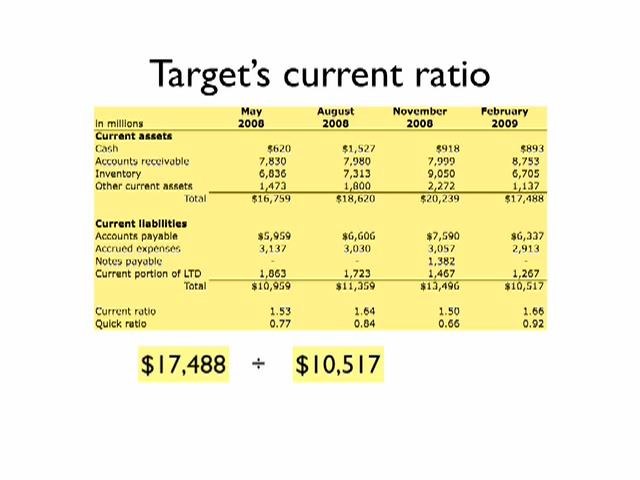 Target's current ratio
May August November February
In millions 2008 2008 2008 2009
Current assets
Cash $620 $1,527 $918 $893
Accounts receivable 7,830 7,980 7,999 8,753
Inventory 6,836 7,313 9,050 6,705
Other current assets 1,473 1,800 2,272 1,137
Total $16,759 $18,620 $20,239 $17,488
Current liabilities
Accounts payable $5,959 $6,606 $7,590 $6,337
Accrued expenses 3,137 3,030 3,057 2,913
Notes payable - - 1,382 -
Current portion of LTD 1,863 1,723 1,467 1,267
Total $10,959 $11,359 $13,496 $10,517
Current ratio 1.53 1.64 1.50 1.66
Quick ratio 0.77 0.84 0.66 0.92
$17,488 ÷ $10,517